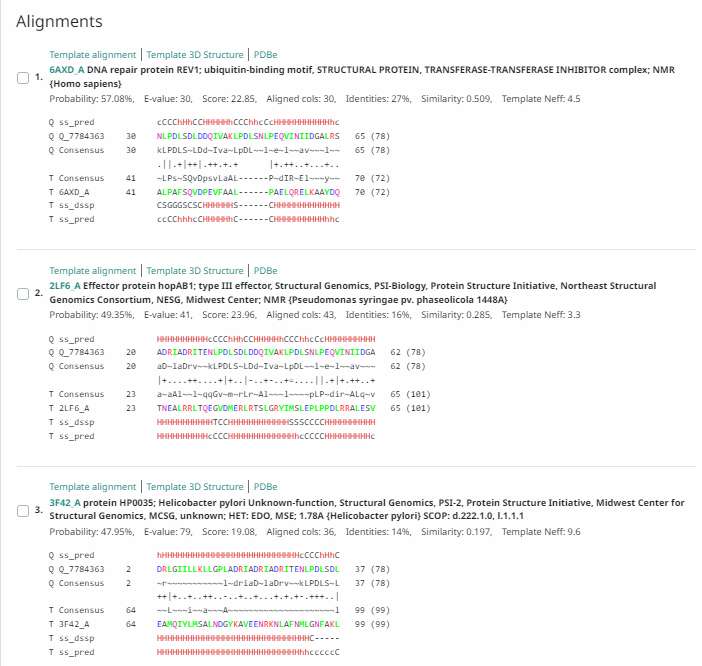 Alignments
Template alignment | Template 3D Structure | PDBe
1. 6AXD_A DNA repair protein REV1; ubiquitin-binding motif, STRUCTURAL PROTEIN, TRANSFERASE-TRANSFERASE INHIBITOR complex; NMR
{Homo sapiens}
Probability: 57.08%, E-value: 30, Score: 22.85, Aligned cols: 30, Identities: 27%, Similarity: 0.509, Template Neff: 4.5
Q ss_pred cCCCChHhCCHHHHHHhCCChhcCCHHHHHHHHHHHhc
Q Q_7784363 30 NLPDLSDLDDQIVAKLPDLSNLPEQVINIIDGALRS 65 (78)
Q Consensus 30 kLPDLS~LDd~Iva~LpDL~~l~e~l~~av~~~l~~ 65 (78)
.||.+|++|.++.+.+ |+.++..+...+..
T Consensus 41 ~LPs~SQvDpsvLaAL------P~dIR~El~~~y~~ 70 (72)
T 6AXD_A 41 ALPAFSQVDPEVFAAL------PAELQRELKAAYDQ 70 (72)
T ss_dssp CSGGGSCSCHHHHHHS------CHHHHHHHHHHHHH
T ss_pred ccCChhhcCHHHHHhC------CHHHHHHHHHHhhc
Template alignment | Template 3D Structure | PDBe
2. 2LF6_A Effector protein hopAB1; type III effector, Structural Genomics, PSI-Biology, Protein Structure Initiative, Northeast Structural
Genomics Consortium, NESG, Midwest Center; NMR {Pseudomonas syringae pv. phaseolicola 1448A}
Probability: 49.35%, E-value: 41, Score: 23.96, Aligned cols: 43, Identities: 16%, Similarity: 0.285, Template Neff: 3.3
Q ss_pred HHHHHHHHHHcCCChHhCCHHHHHHhCCChhcCcHHHHHHHHHH
Q Q_7784363 20 ADRIADRITENLPDLSDLDDQIVAKLPDLSNLPEQVINIIDGA 62 (78)
Q Consensus 20 aD~laDrv~~kLPDLS~LDd~Iva~LpDL~~l~e~l~~av~~~ 62 (78)
|+....++....+|+..|-..+-..+=....||.+|+.++..+
T Consensus 23 a~aAl~~l~qqGv~m~rLr~Al~~~l~~~~pLP~dir~ALq~v 65 (101)
T 2LF6_A 23 TNEALRRLTQEGVDMERLRTSLGRYIMSLEPLPPDLRRALESV 65 (101)
T ss_dssp HHHHHHHHHHHTTCCHHHHHHHHHHHHHSSSCCCCHHHHHHHHH
T ss_pred HHHHHHHHHHcCCCHHHHHHHHHHHHHhcCCCCHHHHHHHHHc
Template alignment | Template 3D Structure | PDBe
3. 3F42_A protein HP0035; Helicobacter pylori Unknown-function, Structural Genomics, PSI-2, Protein Structure Initiative, Midwest Center for
Structural Genomics, MCSG, unknown; HET: EDO, MSE; 1.78A {Helicobacter pylori} SCOP: d.222.1.0, l.1.1.1
Probability: 47.95%, E-value: 79, Score: 19.08, Aligned cols: 36, Identities: 14%, Similarity: 0.197, Template Neff: 9.6
Q ss_pred hHHHHHHHHHHHHHHHHHHHHHHHHHHHcCCChHhC
Q Q_7784363 2 DRLGIILLKLLGPLADRIADRIADRITENLPDLSDL 37 (78)
Q Consensus 2 ~r~~~~~~~~~~~~~l~driaD~laDrv~~kLPDLS~L 37 (78)
++|+..+..++..-..+..+...+.+.+-.+++..|
T Consensus 64 ~~L~~~i~~a~~~A~~~~~~~~~~~~~~~~~~~~~~~l 99 (99)
T 3F42_A 64 EAMQIYLMSALNDGYKAVEENRKNLAFNMLGNFAKL 99 (99)
T ss_dssp HHHHHHHHHHHHHHHHHHHHHHHHHHHHHHC-----
T ss_pred HHHHHHHHHHHHHHHHHHHHHHHHHHHHhhcccccC